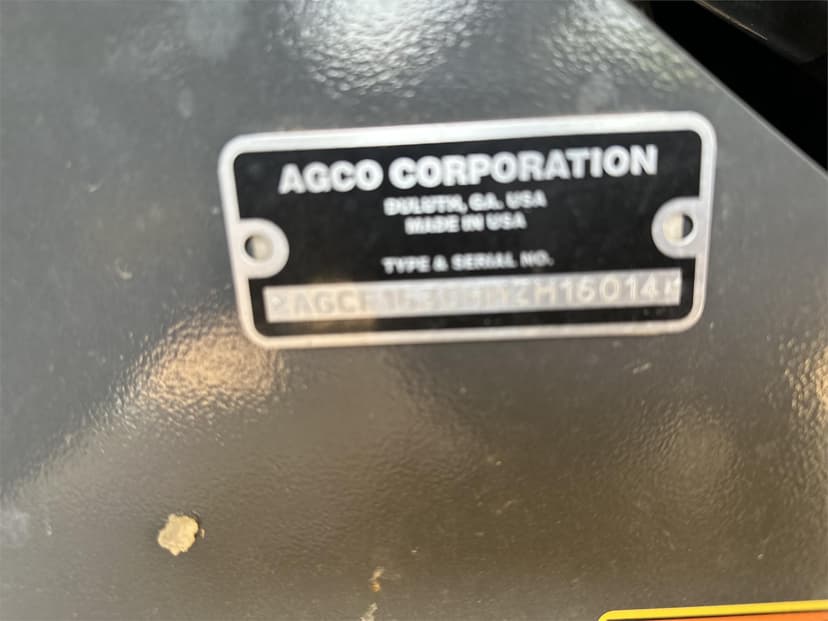 AGCO CORPORATION
DULUTH, GA. USA
MADE IN USA
TYPE & SERIAL NO.